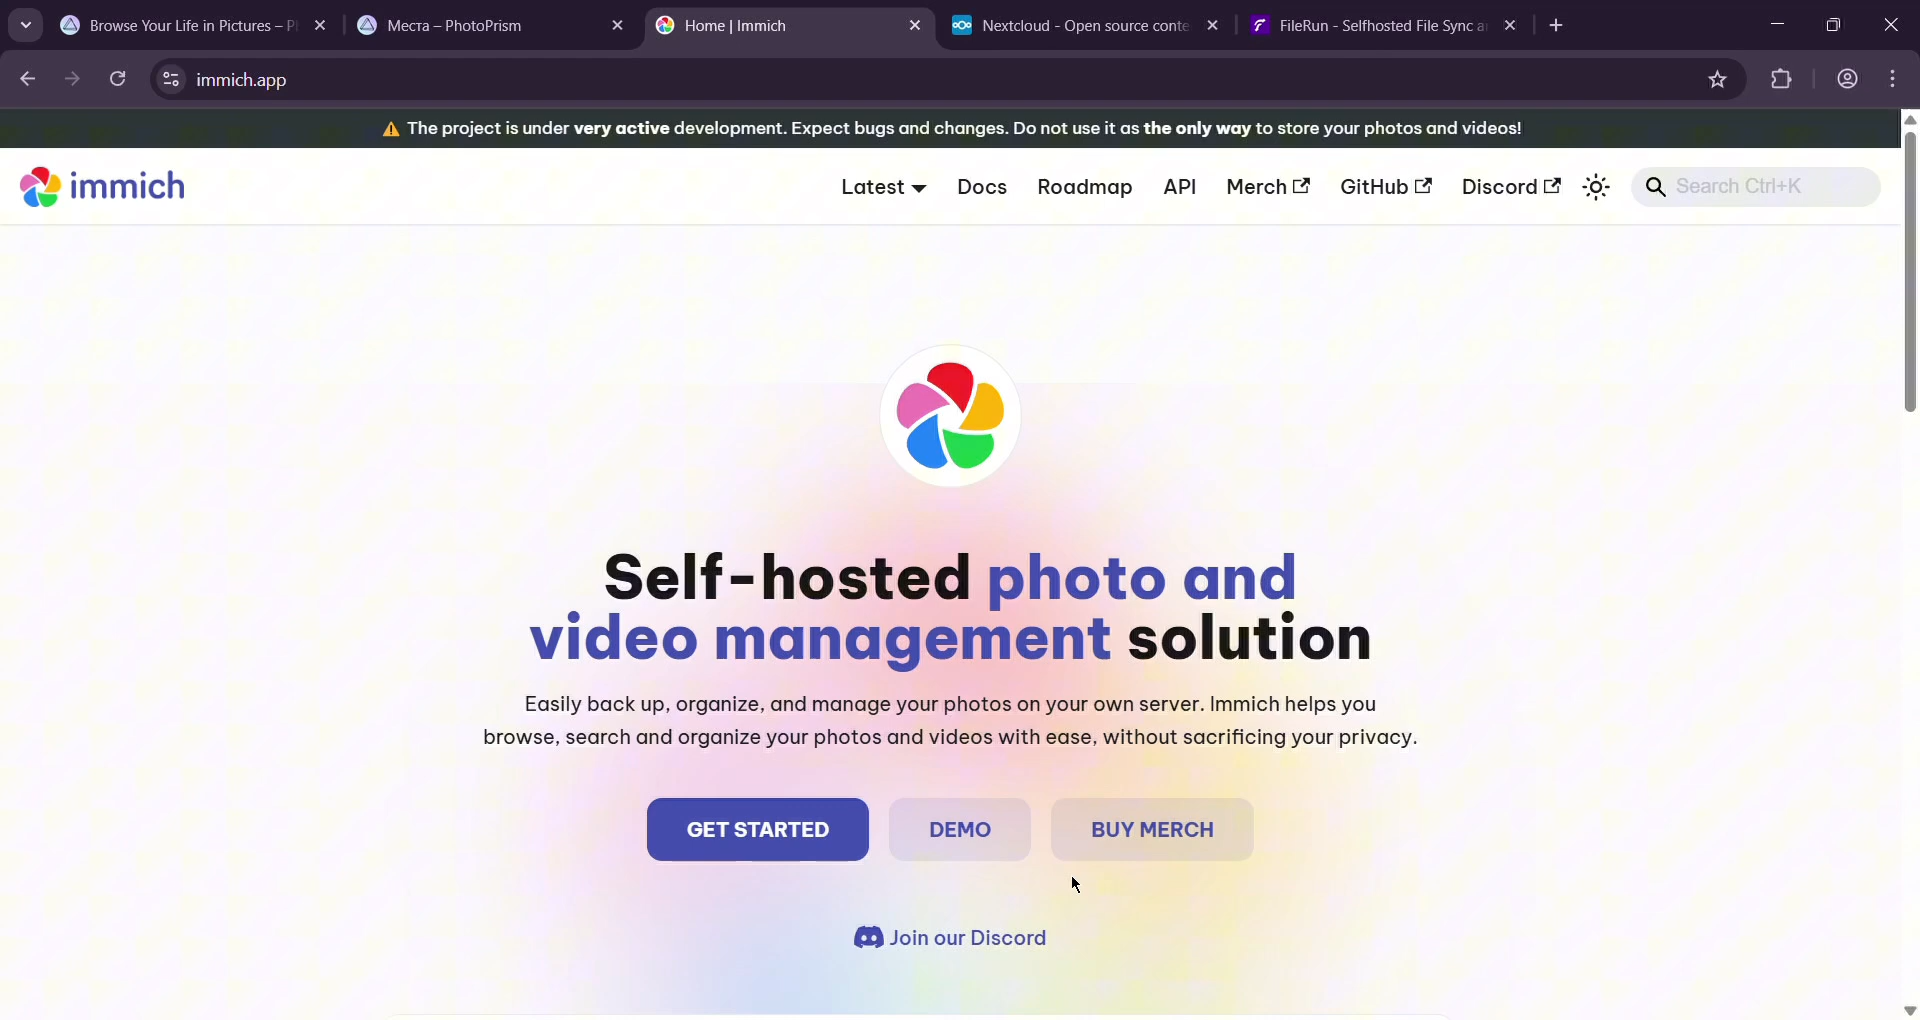 Browse Your Life in Pictures – P
Места – PhotoPrism
Home | Immich
Nextcloud - Open source conte
FileRun - Selfhosted File Sync a
immich.app
The project is under very active development. Expect bugs and changes. Do not use it as the only way to store your photos and videos!
immich
Latest
Docs
Roadmap
API
Merch
GitHub
Discord
Search Ctrl+K
Self-hosted photo and
video management solution
Easily back up, organize, and manage your photos on your own server. Immich helps you
browse, search and organize your photos and videos with ease, without sacrificing your privacy.
GET STARTED
DEMO
BUY MERCH
Join our Discord